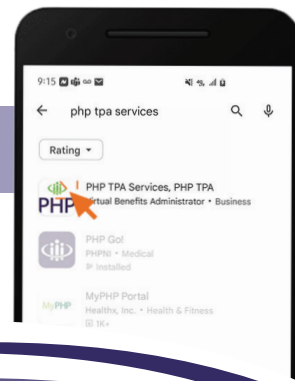 9:15
php tpa services
Rating
PHP
PHP TPA Services, PHP TPA
Virtual Benefits Administrator • Business
PHP Go!
PHPNI • Medical
Installed
MyPHP
MyPHP Portal
Healthx, Inc. • Health & Fitness
1K+